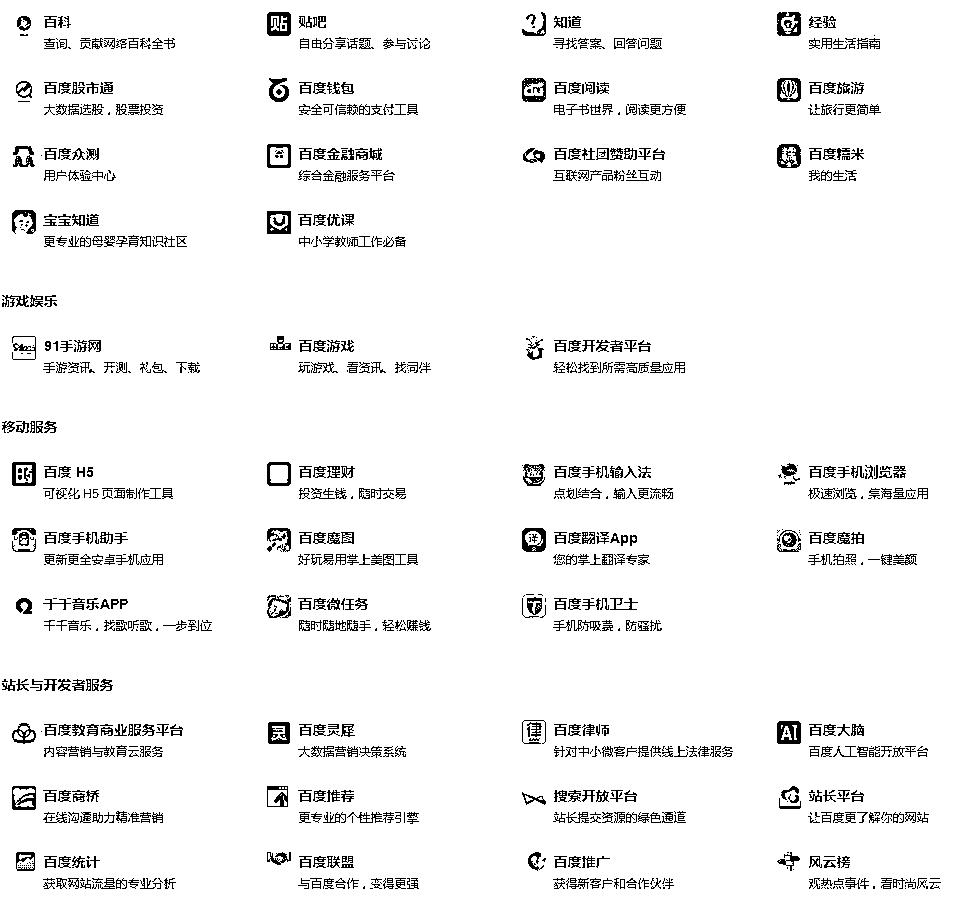 百科
查询、贡献网络百科全书
贴吧
自由分享话题、参与讨论
知道
寻找答案、回答问题
经验
实用生活指南
百度股市通
大数据选股，股票投资
百度钱包
安全可信赖的支付工具
百度阅读
电子书世界，阅读更方便
百度旅游
让旅行更简单
百度众测
用户体验中心
百度金融商城
综合金融服务平台
百度社团赞助平台
互联网产品粉丝互动
百度糯米
我的生活
宝宝知道
更专业的母婴孕育知识社区
百度优课
中小学教师工作必备
游戏娱乐
91手游网
手游资讯、开测、礼包、下载
百度游戏
玩游戏、看资讯、找同伴
百度开发者平台
轻松找到所需高质量应用
移动服务
百度 H5
可视化 H5 页面制作工具
百度理财
投资生钱，随时交易
百度手机输入法
点划结合，输入更流畅
百度手机浏览器
极速浏览，集海量应用
百度手机助手
更新更全安卓手机应用
百度魔图
好玩易用掌上美图工具
百度翻译App
您的掌上翻译专家
百度魔拍
手机拍照，一键美颜
千千音乐APP
千千音乐，找歌听歌，一步到位
百度微任务
随时随地随手，轻松赚钱
百度手机卫士
手机防吸费，防骚扰
站长与开发者服务
百度教育商业服务平台
内容营销与教育云服务
百度灵犀
大数据营销决策系统
百度律师
针对中小微客户提供线上法律服务
百度大脑
百度人工智能开放平台
百度商桥
在线沟通助力精准营销
百度推荐
更专业的个性推荐引擎
搜索开放平台
站长提交资源的绿色通道
站长平台
让百度更了解你的网站
百度统计
获取网站流量的专业分析
百度联盟
与百度合作，变得更强
百度推广
获得新客户和合作伙伴
风云榜
观热点事件，看时尚风云